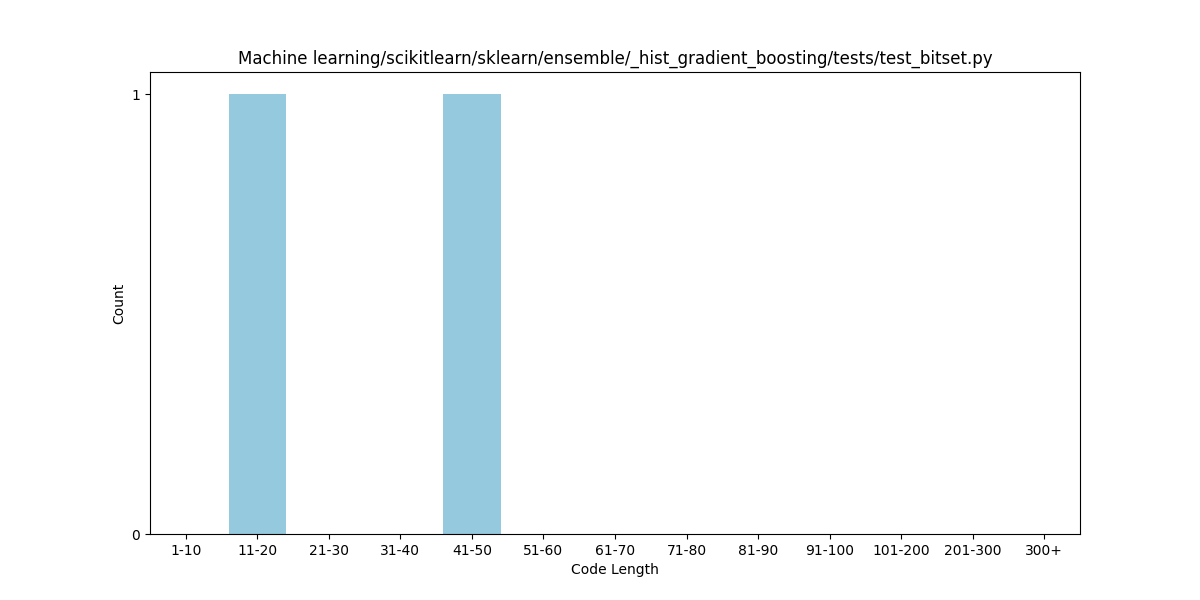 Machine learning/scikitlearn/sklearn/ensemble/_hist_gradient_boosting/tests/test_bitset.py
1
Count
0
1-10 11-20 21-30 31-40 41-50 51-60 61-70 71-80 81-90 91-100 101-200 201-300 300+
Code Length